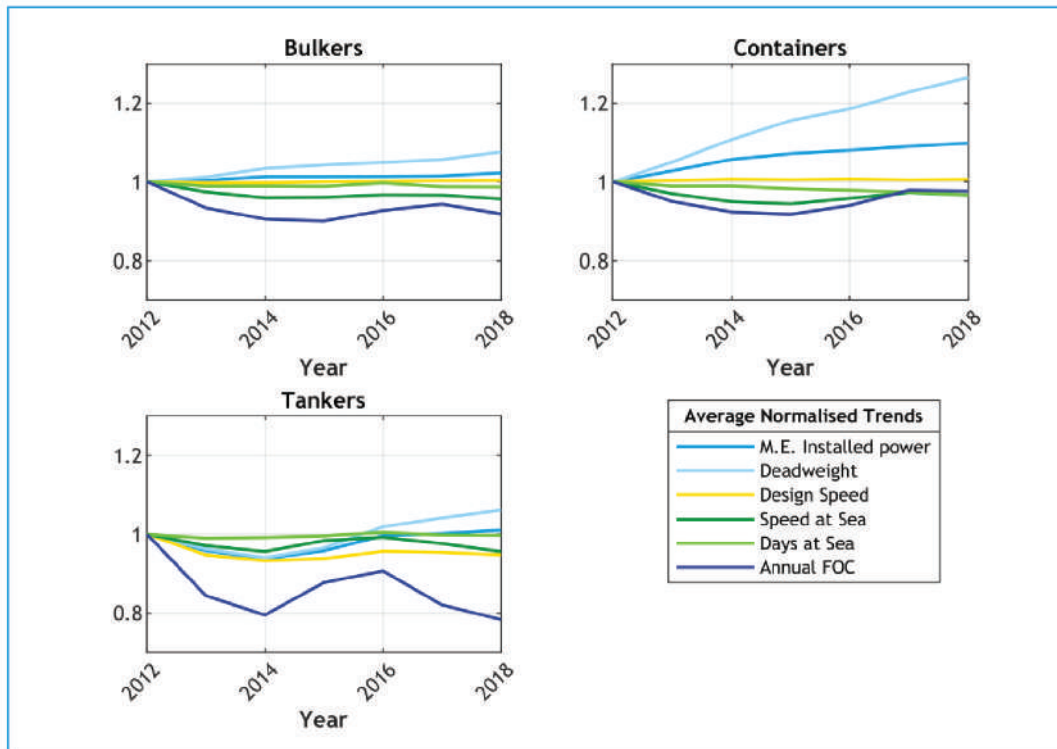 Bulkers
1.2
1
0.8
2012
2014
2016
2018
Year
Containers
1.2
1
0.8
2012
2014
2016
2018
Year
Tankers
1.2
1
0.8
2012
2014
2016
2018
Year
Average Normalised Trends
M.E. Installed power
Deadweight
Design Speed
Speed at Sea
Days at Sea
Annual FOC